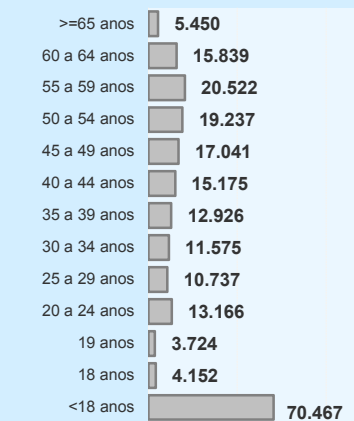 >=65 anos 5.450
60 a 64 anos 15.839
55 a 59 anos 20.522
50 a 54 anos 19.237
45 a 49 anos 17.041
40 a 44 anos 15.175
35 a 39 anos 12.926
30 a 34 anos 11.575
25 a 29 anos 10.737
20 a 24 anos 13.166
19 anos 3.724
18 anos 4.152
<18 anos 70.467